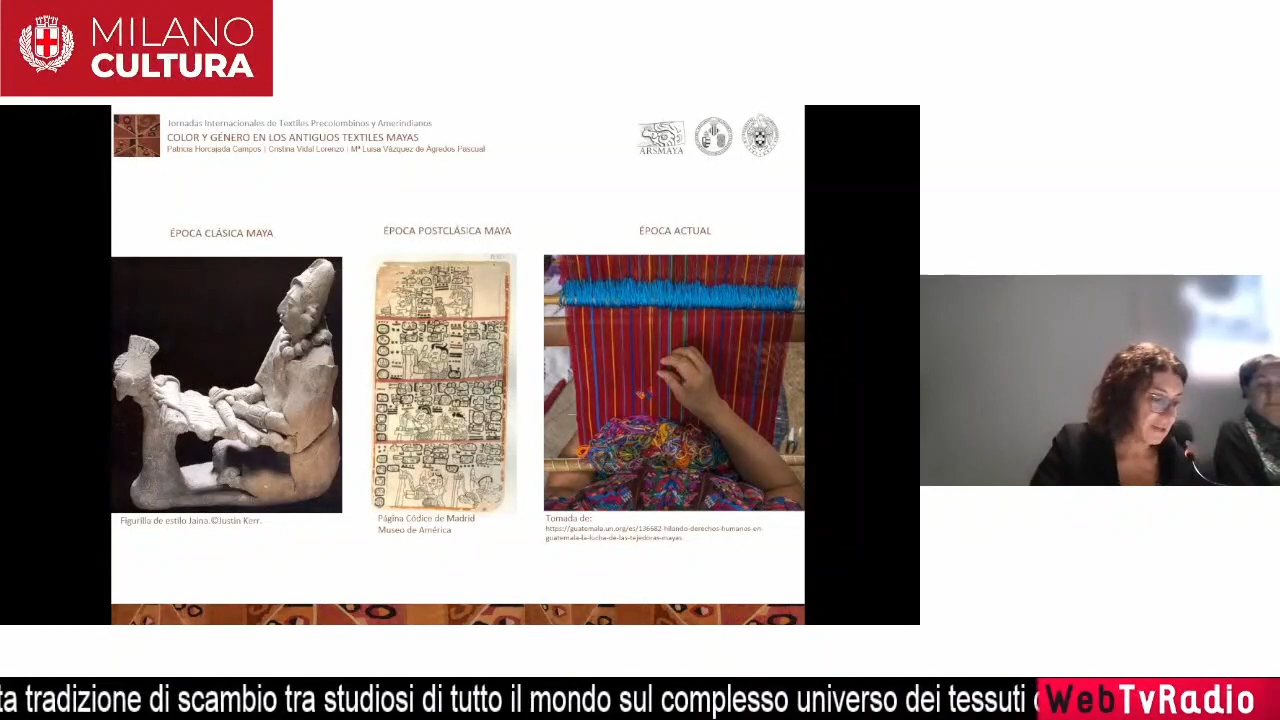 MILANO
CULTURA
Jornadas Internacionales de Textiles Precolombinos y Amerindianos
COLOR Y GÉNERO EN LOS ANTIGUOS TEXTILES MAYAS
Patricia Horcajada Campos | Cristina Vidal Lorenzo | Mª Luisa Vázquez de Ágredos Pascual
ARSMAYA
ÉPOCA CLÁSICA MAYA
ÉPOCA POSTCLÁSICA MAYA
ÉPOCA ACTUAL
Figurilla de estilo Jaina.©Justin Kerr.
Página Códice de Madrid
Museo de América
Tomada de:
https://guatemala.un.org/es/136682-hilando-derechos-humanos-en-
guatemala-la-lucha-de-las-tejedoras-mayas
ta tradizione di scambio tra studiosi di tutto il mondo sul complesso universo dei tessuti
WebTvRadio